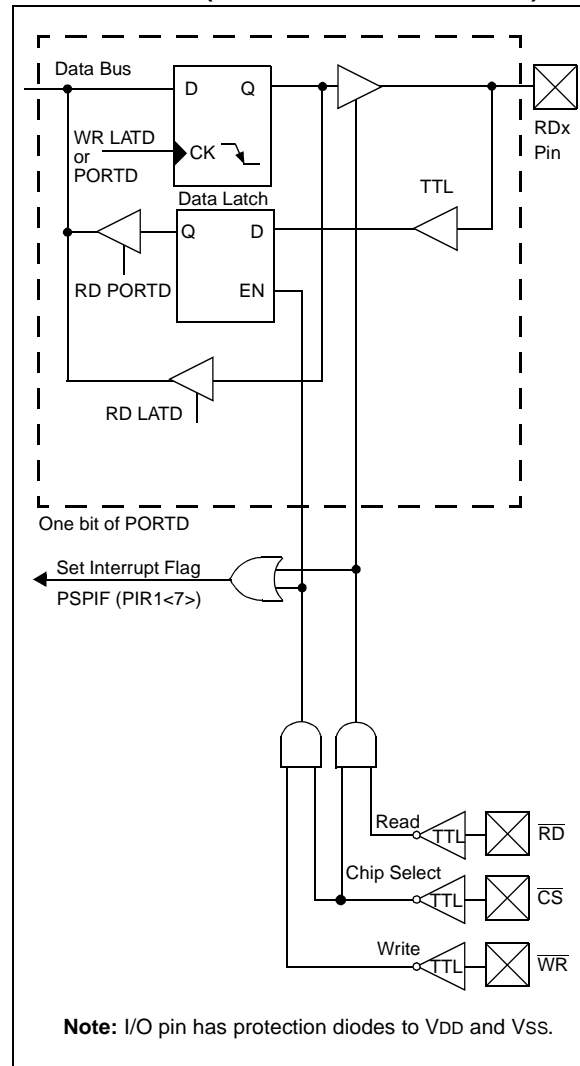 Data Bus
D Q
WR LATD
or
PORTD
CK
Data Latch
RDx
Pin
TTL
Q D
EN
RD PORTD
RD LATD
One bit of PORTD
Set Interrupt Flag
PSPIF (PIR1<7>)
Read
TTL
RD
Chip Select
TTL
CS
Write
TTL
WR
Note: I/O pin has protection diodes to VDD and VSS.